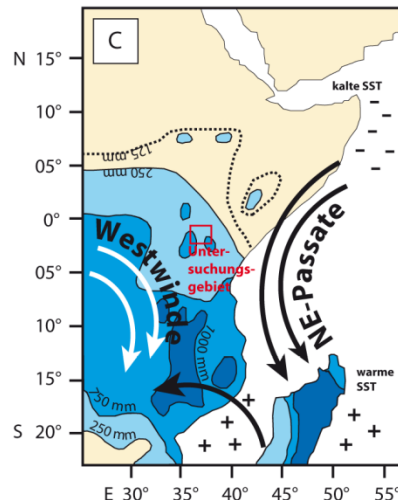 C
N 15°
10°
05°
0°
05°
10°
15°
S 20°
E 30° 35° 40° 45° 50° 55°
kalte SST
125 mm
250 mm
Westwinde
Unter-
suchungs-
gebiet
NE-Passate
1000 mm
750 mm
250 mm
warme
SST